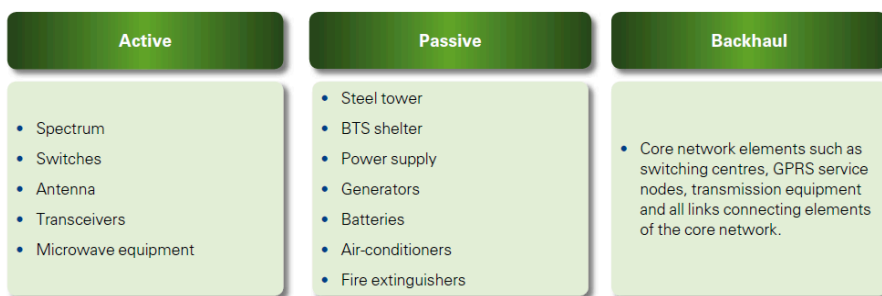 Active
• Spectrum
• Switches
• Antenna
• Transceivers
• Microwave equipment
Passive
• Steel tower
• BTS shelter
• Power supply
• Generators
• Batteries
• Air-conditioners
• Fire extinguishers
Backhaul
• Core network elements such as
switching centres, GPRS service
nodes, transmission equipment
and all links connecting elements
of the core network.